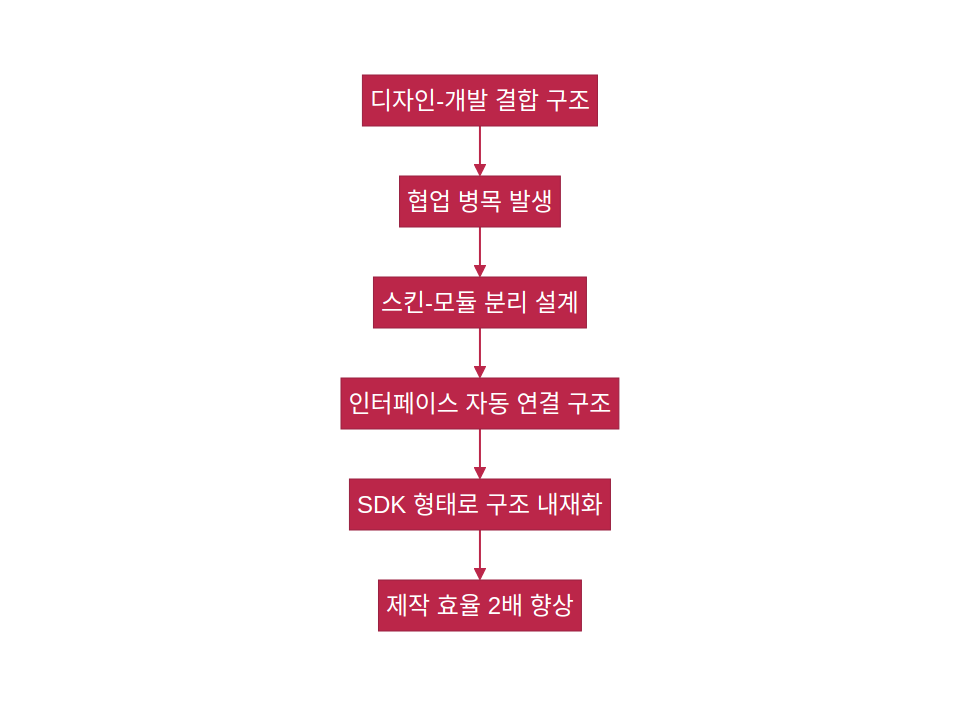 디자인-개발 결합 구조
협업 병목 발생
스킨-모듈 분리 설계
인터페이스 자동 연결 구조
SDK 형태로 구조 내재화
제작 효율 2배 향상